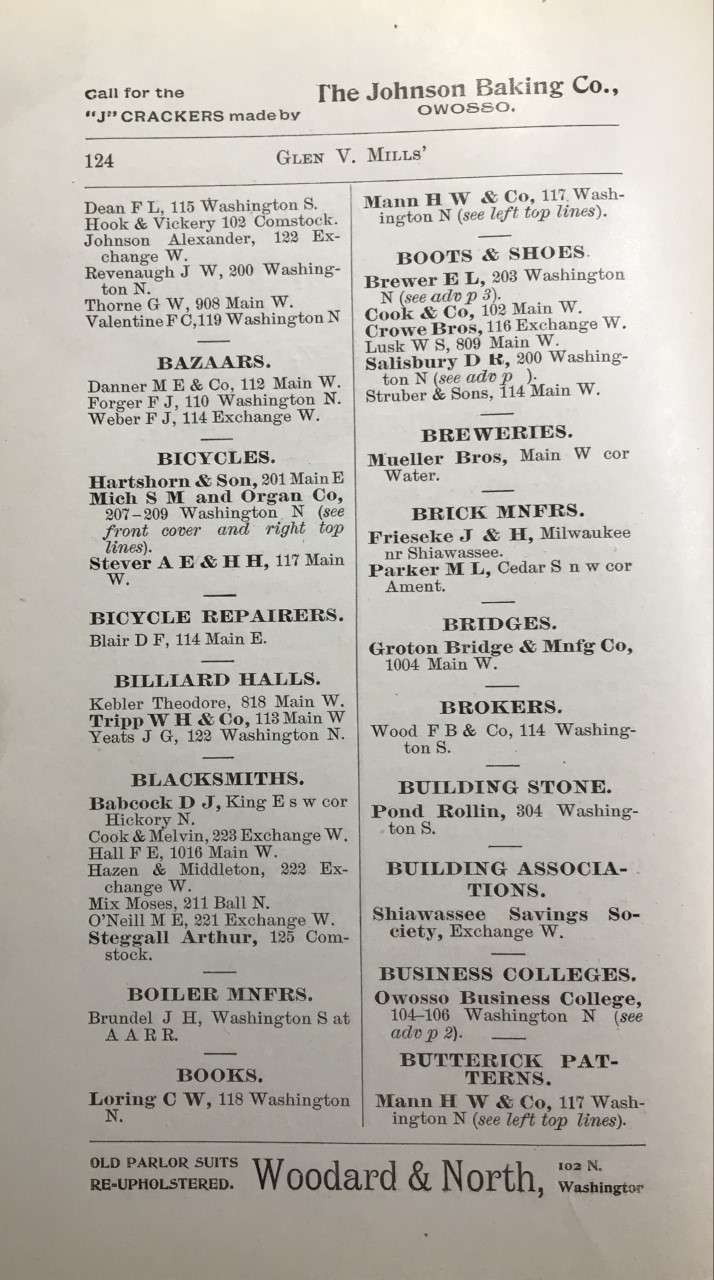 Call for the
"J" CRACKERS made by
The Johnson Baking Co.,
OWOSSO.
124
GLEN V. MILLS'
Dean F L, 115 Washington S.
Hook & Vickery 102 Comstock.
Johnson Alexander, 122 Ex-
change W.
Revenaugh J W, 200 Washing-
ton N.
Thorne G W, 908 Main W.
Valentine F C, 119 Washington N
BAZAARS.
Danner M E & Co, 112 Main W.
Forger F J, 110 Washington N.
Weber F J, 114 Exchange W.
BICYCLES.
Hartshorn & Son, 201 Main E
Mich S M and Organ Co,
207-209 Washington N (see
front cover and right top
lines).
Stever A E & H H, 117 Main
W.
BICYCLE REPAIRERS.
Blair D F, 114 Main E.
BILLIARD HALLS.
Kebler Theodore, 818 Main W.
Tripp W H & Co, 113 Main W
Yeats J G, 122 Washington N.
BLACKSMITHS.
Babcock D J, King E s w cor
Hickory N.
Cook & Melvin, 223 Exchange W.
Hall F E, 1016 Main W.
Hazen & Middleton, 222 Ex-
change W.
Mix Moses, 211 Ball N.
O'Neill M E, 221 Exchange W.
Steggall Arthur, 125 Com-
stock.
BOILER MNFRS.
Brundel J H, Washington S at
A A R R.
BOOKS.
Loring C W, 118 Washington
N.
Mann H W & Co, 117 Wash-
ington N (see left top lines).
BOOTS & SHOES.
Brewer E L, 203 Washington
N (see adv p 3).
Cook & Co, 102 Main W.
Crowe Bros, 116 Exchange W.
Lusk W S, 809 Main W.
Salisbury D R, 200 Washing-
ton N (see adv p ).
Struber & Sons, 114 Main W.
BREWERIES.
Mueller Bros, Main W cor
Water.
BRICK MNFRS.
Frieseke J & H, Milwaukee
nr Shiawassee.
Parker M L, Cedar S n w cor
Ament.
BRIDGES.
Groton Bridge & Mnfg Co,
1004 Main W.
BROKERS.
Wood F B & Co, 114 Washing-
ton S.
BUILDING STONE.
Pond Rollin, 304 Washing-
ton S.
BUILDING ASSOCIA-
TIONS.
Shiawassee Savings So-
ciety, Exchange W.
BUSINESS COLLEGES.
Owosso Business College,
104-106 Washington N (see
adv p 2).
BUTTERICK PAT-
TERNS.
Mann H W & Co, 117 Wash-
ington N (see left top lines).
OLD PARLOR SUITS
RE-UPHOLSTERED.
Woodard & North,
102 N.
Washington